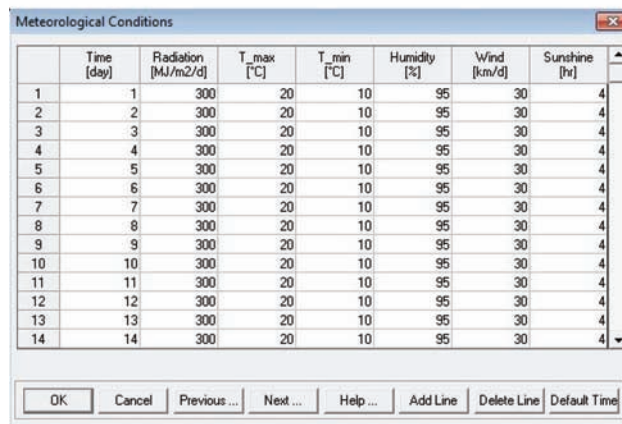 Meteorological Conditions
Time [day] Radiation [MJ/m2/d] T_max [°C] T_min [°C] Humidity [%] Wind [km/d] Sunshine [hr]
1 1 300 20 10 95 30 4
2 2 300 20 10 95 30 4
3 3 300 20 10 95 30 4
4 4 300 20 10 95 30 4
5 5 300 20 10 95 30 4
6 6 300 20 10 95 30 4
7 7 300 20 10 95 30 4
8 8 300 20 10 95 30 4
9 9 300 20 10 95 30 4
10 10 300 20 10 95 30 4
11 11 300 20 10 95 30 4
12 12 300 20 10 95 30 4
13 13 300 20 10 95 30 4
14 14 300 20 10 95 30 4
OK Cancel Previous ... Next ... Help ... Add Line Delete Line Default Time